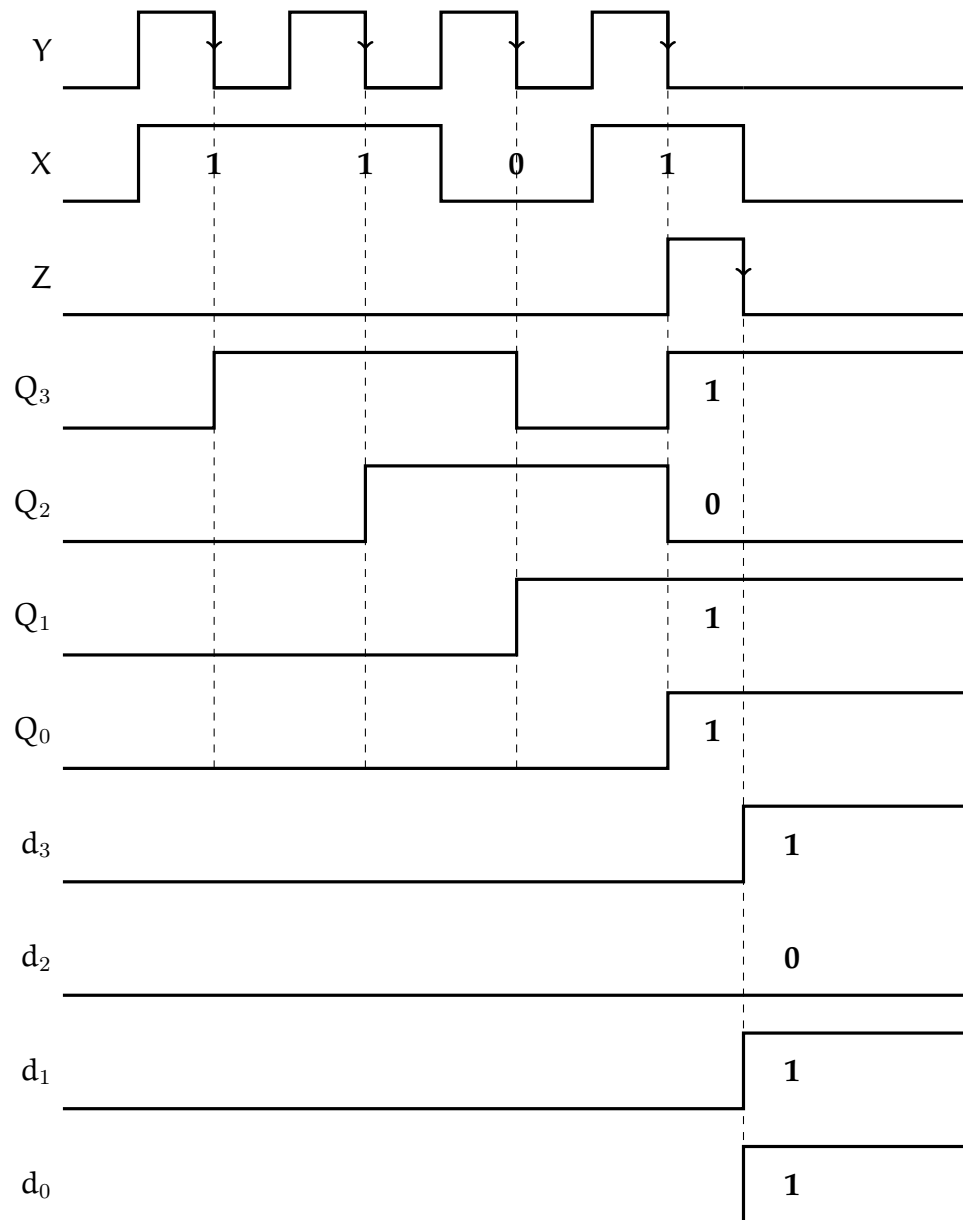 Y
X 1 1 0 1
Z
Q₃ 1
Q₂ 0
Q₁ 1
Q₀ 1
d₃ 1
d₂ 0
d₁ 1
d₀ 1